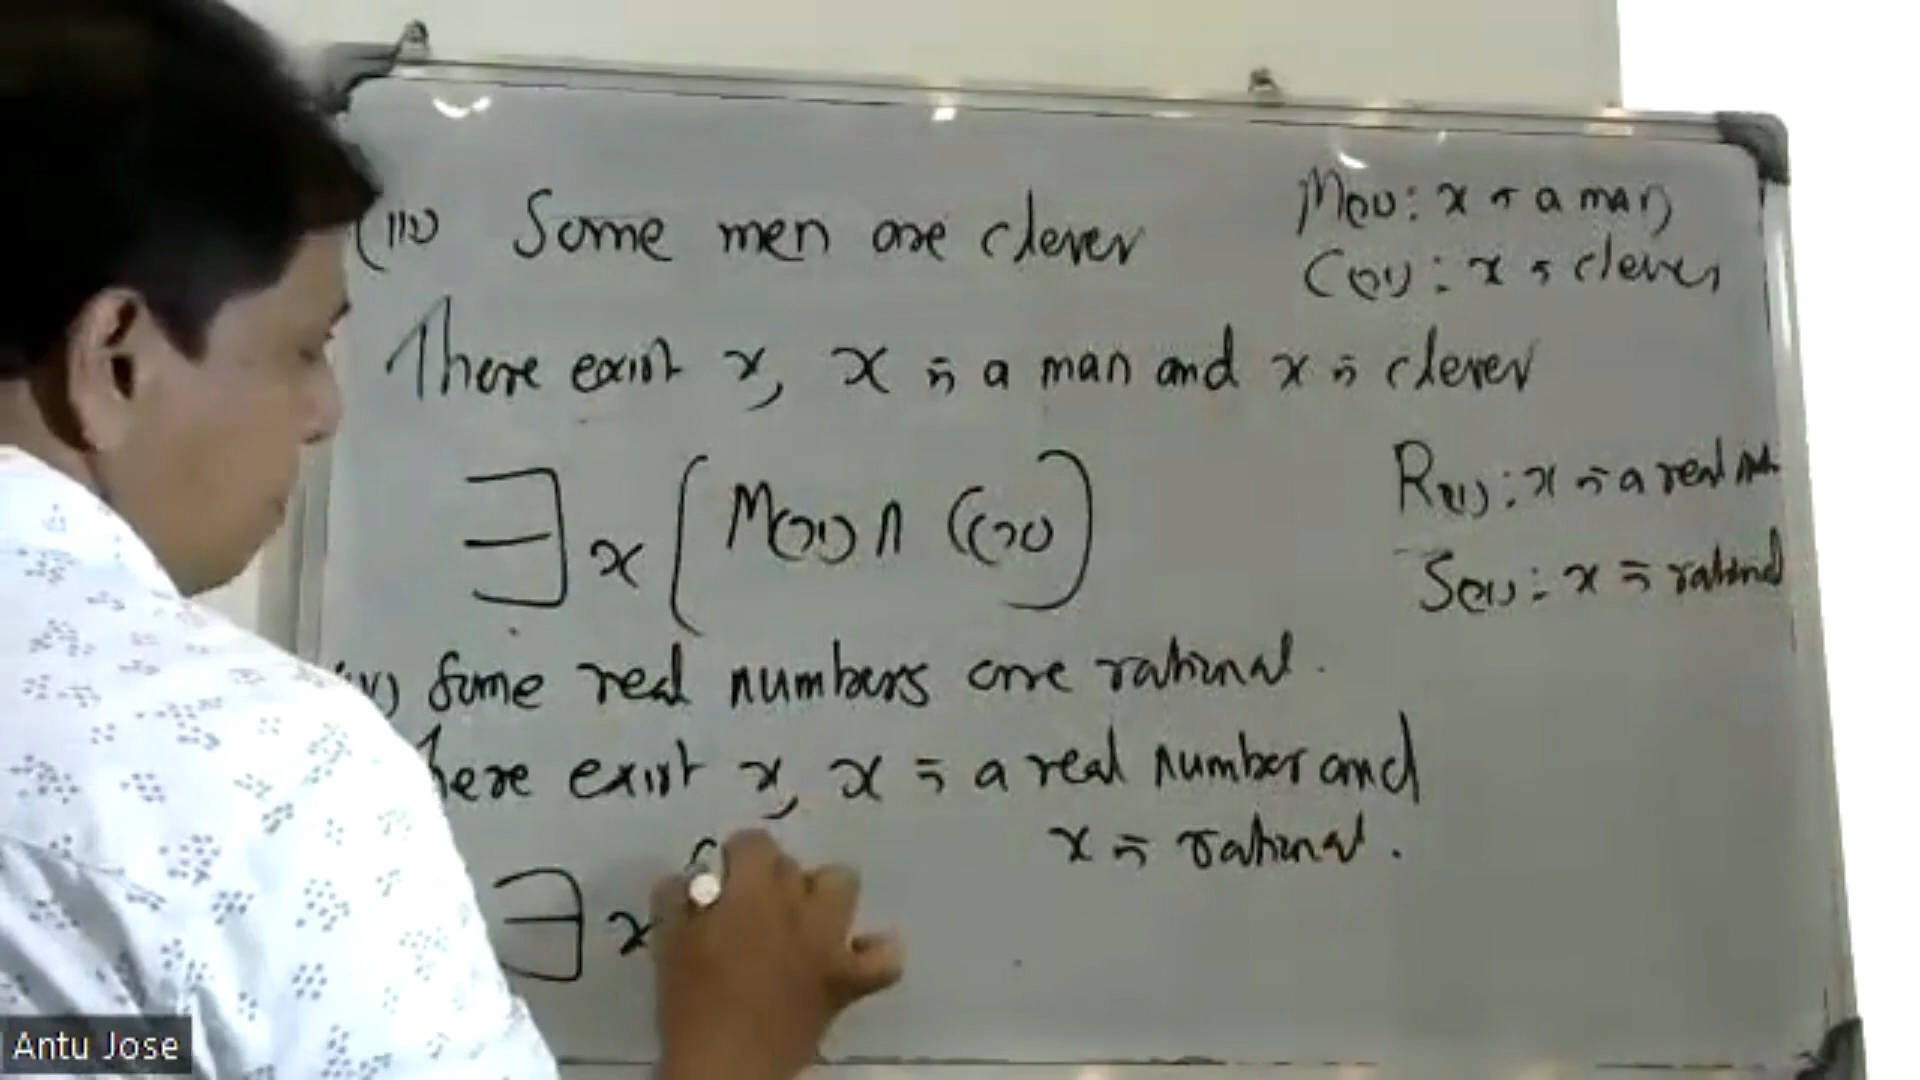 (iii) Some men are clever
M(x): x is a man
C(x): x is clever
There exist x, x is a man and x is clever
∃x [M(x) ∧ C(x)]
R(x): x is a real
S(x): x is rational
iv) Some real numbers are rational.
here exist x, x is a real number and
x is rational.
∃x
Antu Jose